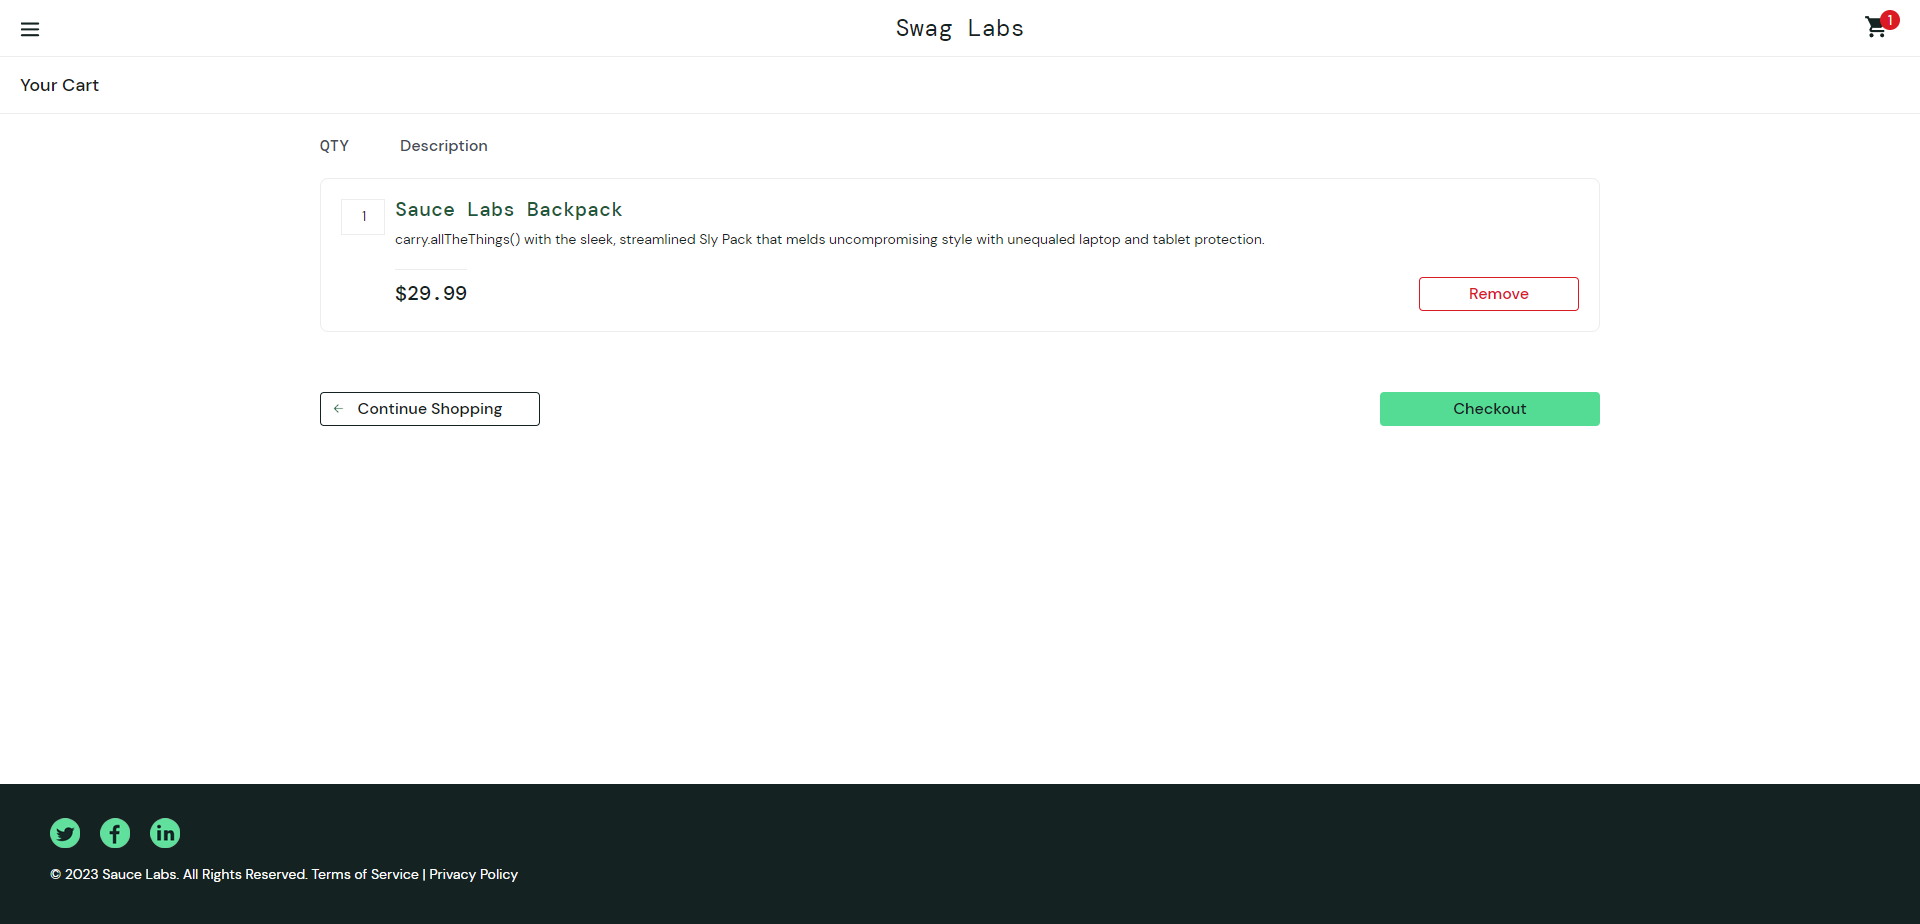 Swag Labs
1
Your Cart
QTY Description
1
Sauce Labs Backpack
carry.allTheThings() with the sleek, streamlined Sly Pack that melds uncompromising style with unequaled laptop and tablet protection.
$29.99
Remove
Continue Shopping
Checkout
© 2023 Sauce Labs. All Rights Reserved. Terms of Service | Privacy Policy